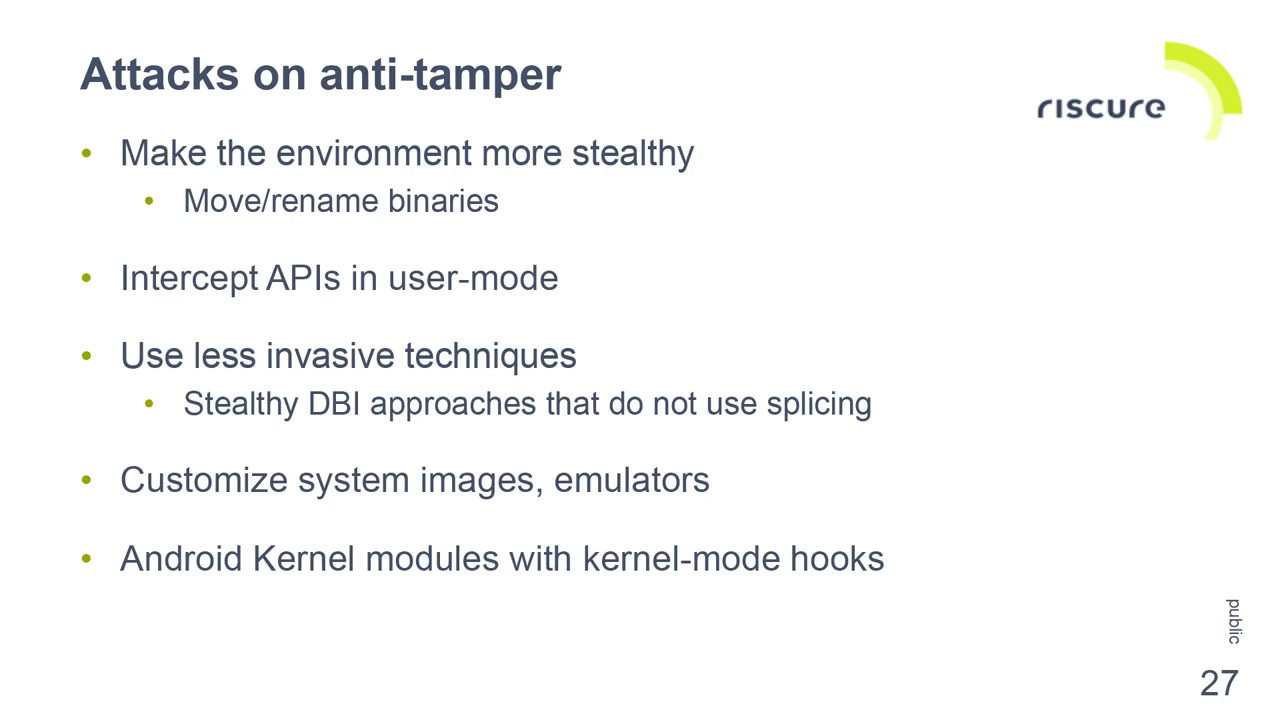 Attacks on anti-tamper
riscure
• Make the environment more stealthy
• Move/rename binaries
• Intercept APIs in user-mode
• Use less invasive techniques
• Stealthy DBI approaches that do not use splicing
• Customize system images, emulators
• Android Kernel modules with kernel-mode hooks
public
27